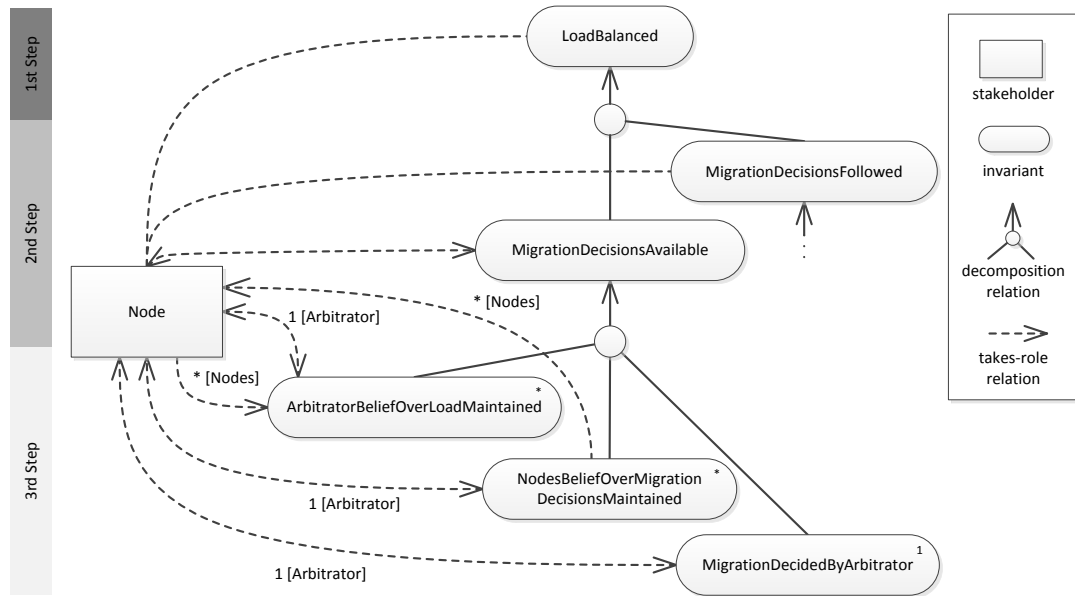 1st Step
2nd Step
3rd Step
LoadBalanced
MigrationDecisionsFollowed
MigrationDecisionsAvailable
Node
* [Nodes]
1 [Arbitrator]
* [Nodes]
ArbitratorBeliefOverLoadMaintained *
NodesBeliefOverMigration *
DecisionsMaintained
1 [Arbitrator]
MigrationDecidedByArbitrator 1
1 [Arbitrator]
stakeholder
invariant
decomposition
relation
takes-role
relation